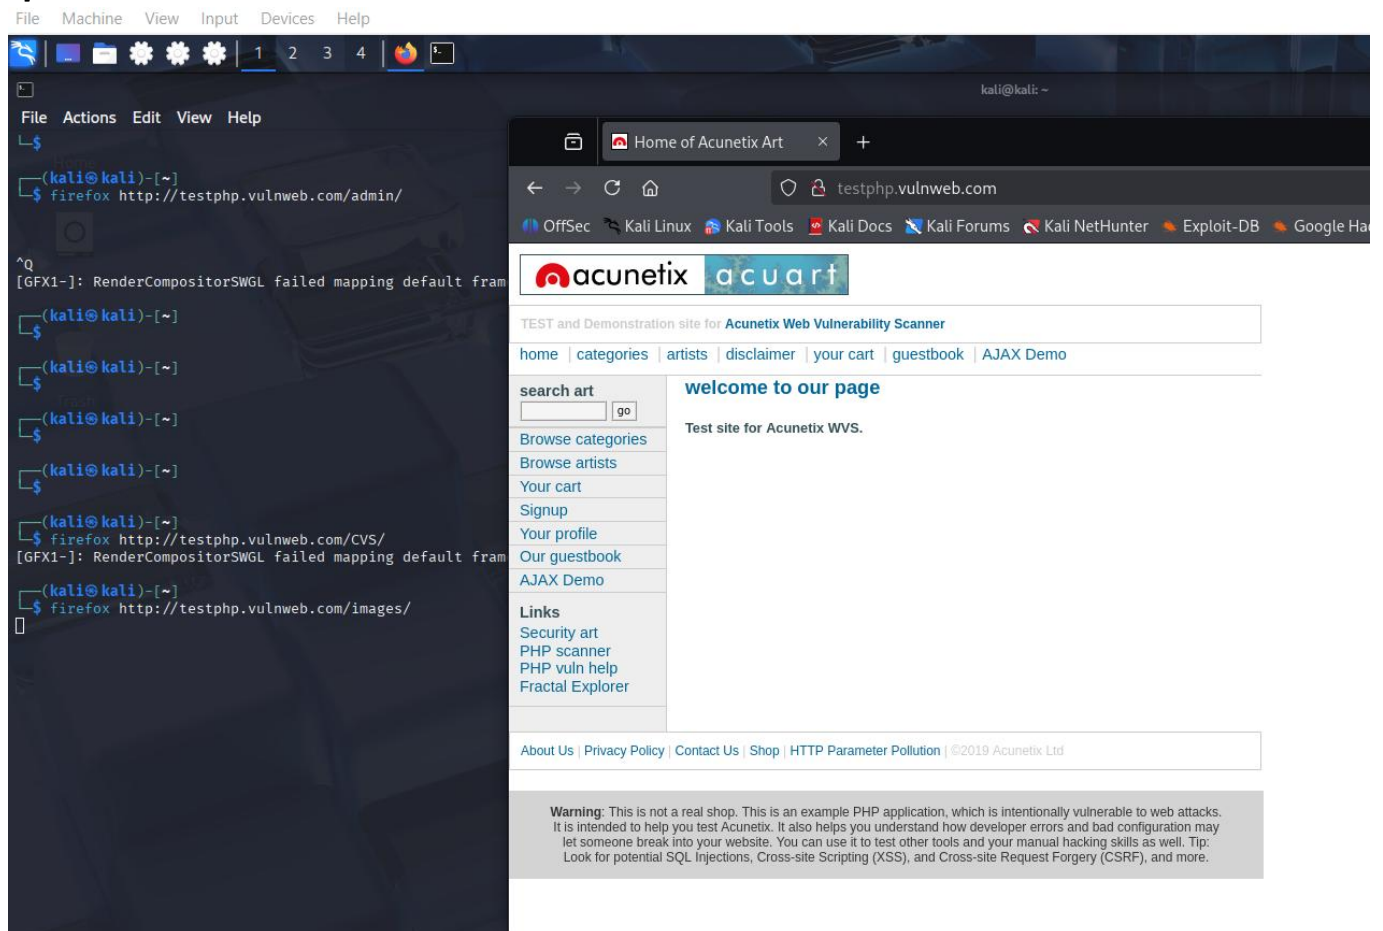 File Machine View Input Devices Help
1 2 3 4
kali@kali: ~
File Actions Edit View Help
└─$
┌──(kali㉿kali)-[~]
└─$ firefox http://testphp.vulnweb.com/admin/
^Q
[GFX1-]: RenderCompositorSWGL failed mapping default fram
┌──(kali㉿kali)-[~]
└─$
┌──(kali㉿kali)-[~]
└─$
┌──(kali㉿kali)-[~]
└─$
┌──(kali㉿kali)-[~]
└─$
┌──(kali㉿kali)-[~]
└─$ firefox http://testphp.vulnweb.com/CVS/
[GFX1-]: RenderCompositorSWGL failed mapping default fram
┌──(kali㉿kali)-[~]
└─$ firefox http://testphp.vulnweb.com/images/
Home
Trash
Home of Acunetix Art
testphp.vulnweb.com
OffSec Kali Linux Kali Tools Kali Docs Kali Forums Kali NetHunter Exploit-DB Google Hac
acunetix acuart
TEST and Demonstration site for Acunetix Web Vulnerability Scanner
home | categories | artists | disclaimer | your cart | guestbook | AJAX Demo
search art
go
Browse categories
Browse artists
Your cart
Signup
Your profile
Our guestbook
AJAX Demo
Links
Security art
PHP scanner
PHP vuln help
Fractal Explorer
welcome to our page
Test site for Acunetix WVS.
About Us | Privacy Policy | Contact Us | Shop | HTTP Parameter Pollution | ©2019 Acunetix Ltd
Warning: This is not a real shop. This is an example PHP application, which is intentionally vulnerable to web attacks.
It is intended to help you test Acunetix. It also helps you understand how developer errors and bad configuration may
let someone break into your website. You can use it to test other tools and your manual hacking skills as well. Tip:
Look for potential SQL Injections, Cross-site Scripting (XSS), and Cross-site Request Forgery (CSRF), and more.